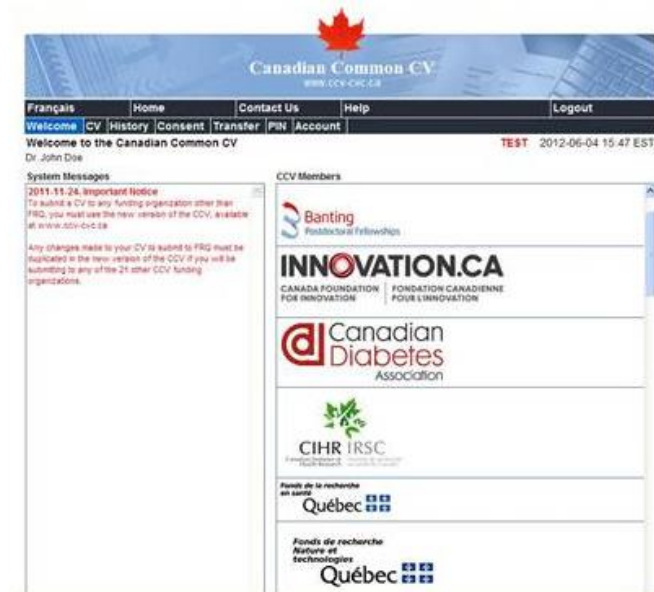 Canadian Common CV
www.ccv-cvc.ca
Français Home Contact Us Help Logout
Welcome CV History Consent Transfer PIN Account
Welcome to the Canadian Common CV TEST 2012-06-04 15:47 EST
Dr. John Doe
System Messages
2011-11-24, Important Notice
To submit a CV to any funding organization other than
FRQ, you must use the new version of the CCV, available
at www.ccv-cvc.ca
Any changes made to your CV to submit to FRQ must be
duplicated in the new version of the CCV if you will be
submitting to any of the 21 other CCV funding
organizations.
CCV Members
Banting
Postdoctoral Fellowships
INNOVATION.CA
CANADA FOUNDATION FONDATION CANADIENNE
FOR INNOVATION POUR L'INNOVATION
Canadian
Diabetes
Association
CIHR IRSC
Fonds de la recherche
en santé
Québec
Fonds de recherche
Nature et
technologies
Québec